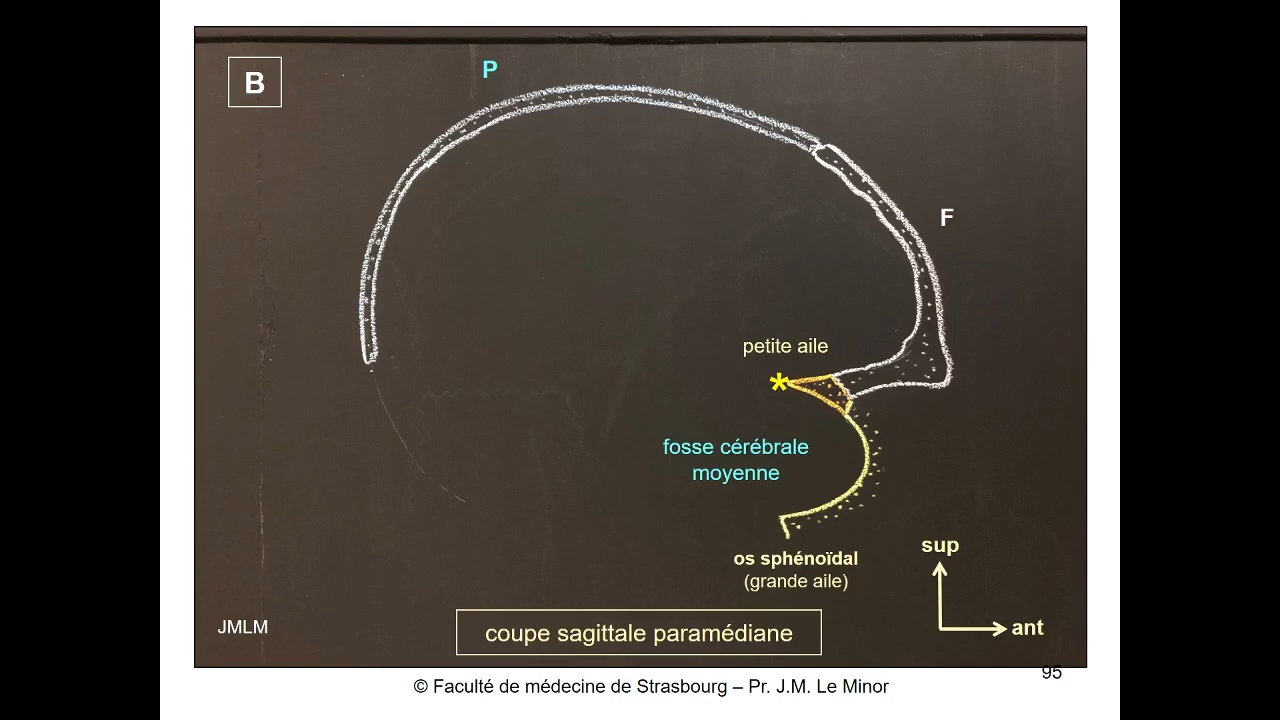 B
P
F
petite aile
*
fosse cérébrale
moyenne
os sphénoïdal
(grande aile)
sup
ant
coupe sagittale paramédiane
JMLM
95
© Faculté de médecine de Strasbourg – Pr. J.M. Le Minor